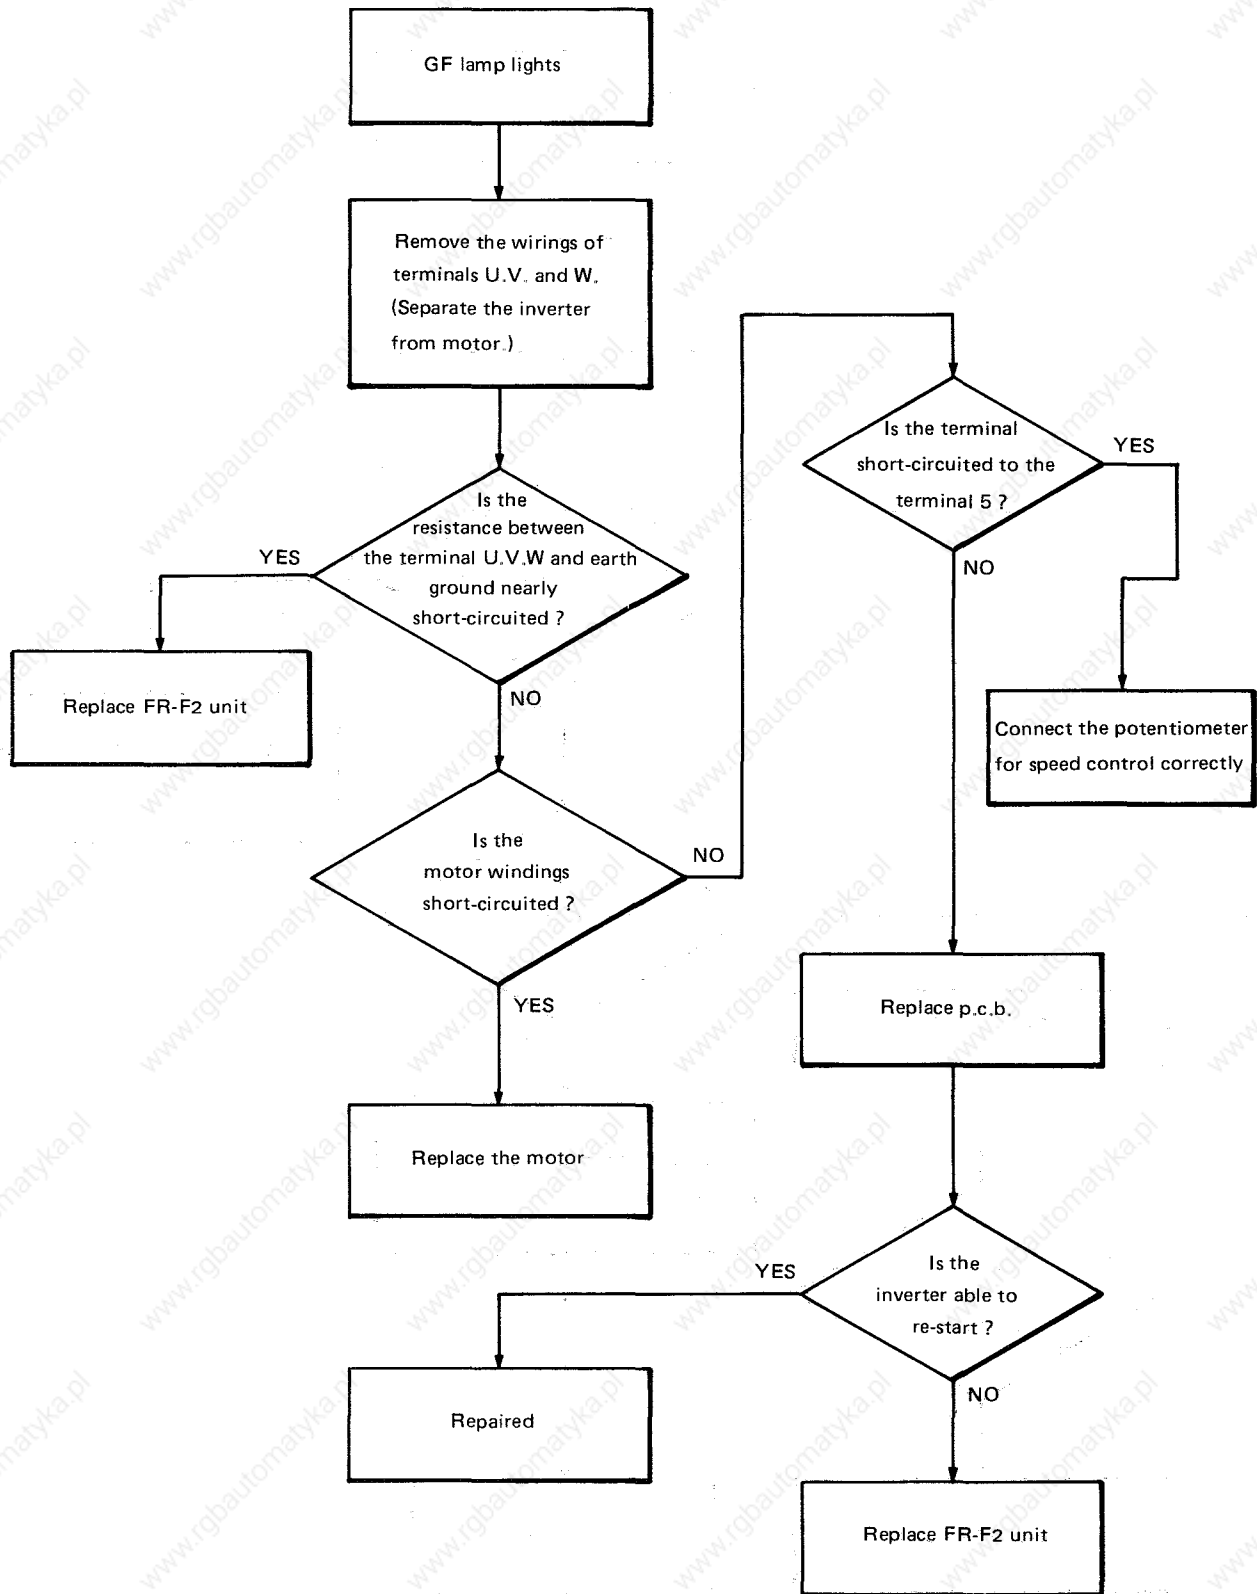 GF lamp lights
Remove the wirings of
terminals U.V. and W.
(Separate the inverter
from motor.)
Is the
resistance between
the terminal U.V.W and earth
ground nearly
short-circuited ?
YES
NO
Replace FR-F2 unit
Is the
motor windings
short-circuited ?
NO
YES
Replace the motor
Is the terminal
short-circuited to the
terminal 5 ?
YES
NO
Connect the potentiometer
for speed control correctly
Replace p.c.b.
Is the
inverter able to
re-start ?
YES
NO
Repaired
Replace FR-F2 unit
www.rgbautomatyka.pl